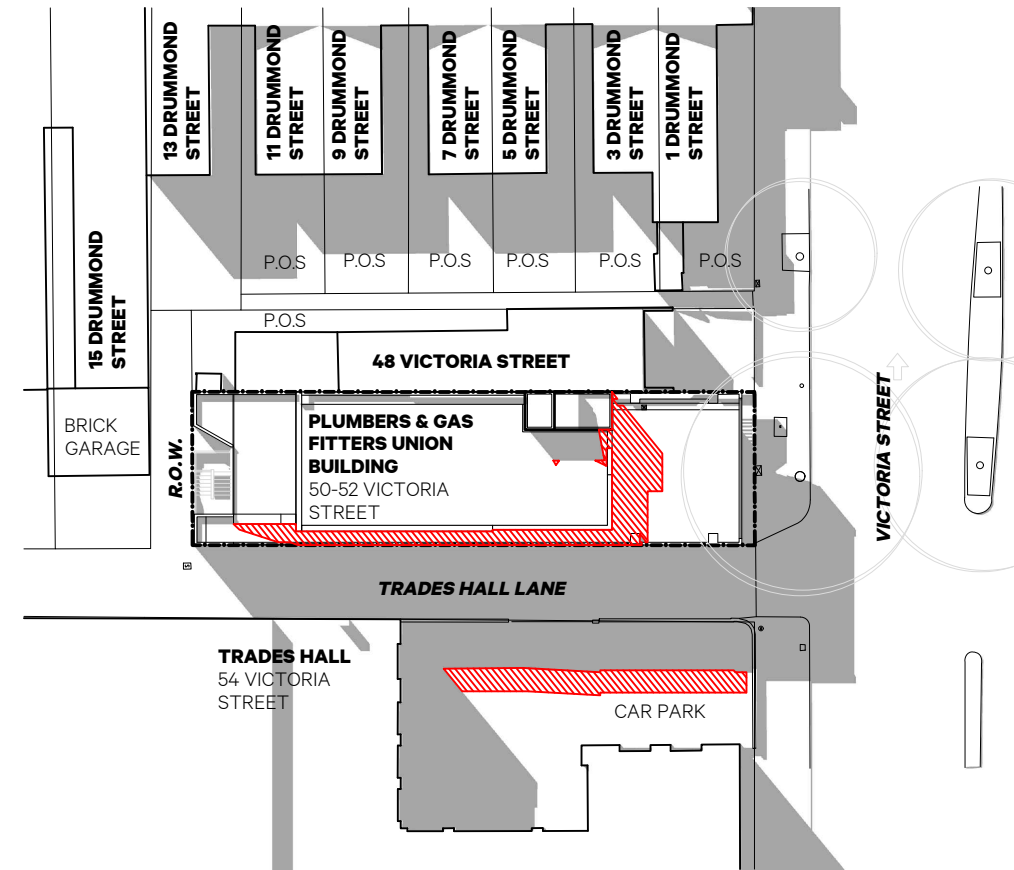 13 DRUMMOND
STREET
11 DRUMMOND
STREET
9 DRUMMOND
STREET
7 DRUMMOND
STREET
5 DRUMMOND
STREET
3 DRUMMOND
STREET
1 DRUMMOND
STREET
15 DRUMMOND
STREET
P.O.S
P.O.S
P.O.S
P.O.S
P.O.S
P.O.S
P.O.S
48 VICTORIA STREET
BRICK
GARAGE
R.O.W.
PLUMBERS & GAS
FITTERS UNION
BUILDING
50-52 VICTORIA
STREET
VICTORIA STREET
TRADES HALL LANE
TRADES HALL
54 VICTORIA
STREET
CAR PARK